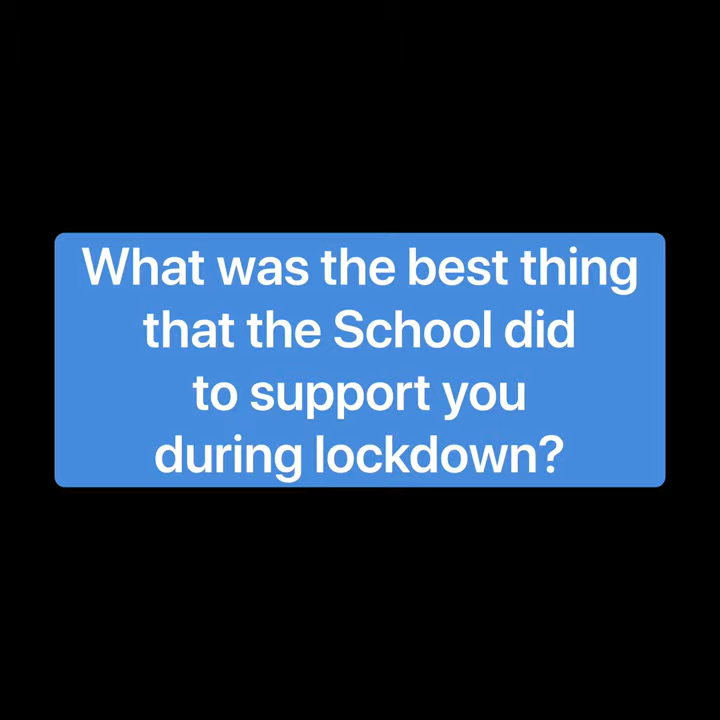 What was the best thing
that the School did
to support you
during lockdown?